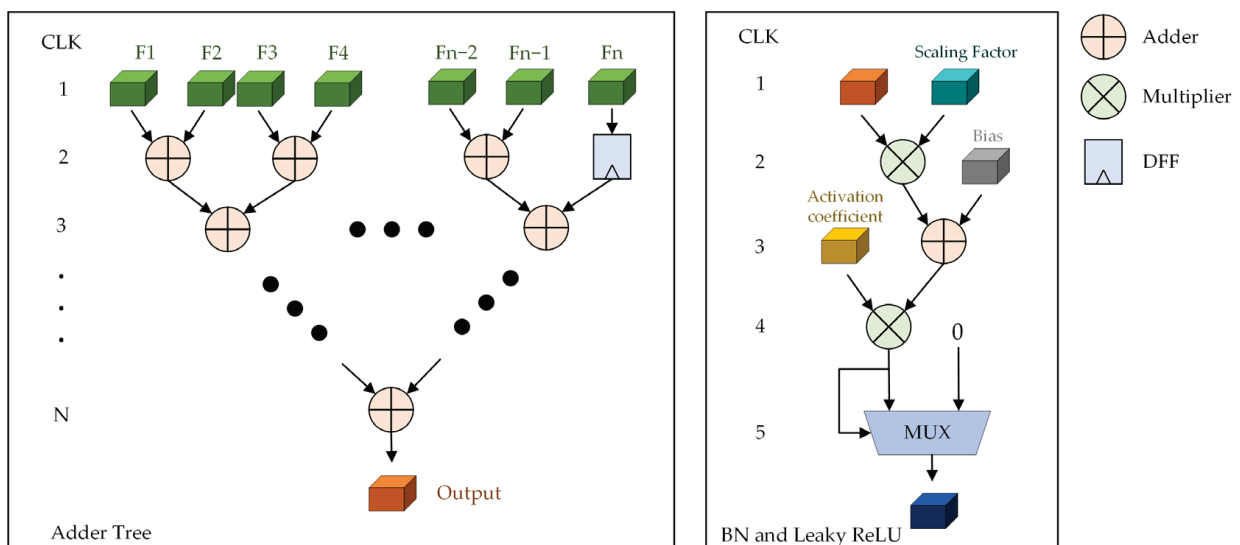 CLK
F1 F2 F3 F4 Fn−2 Fn−1 Fn
1
2
3
.
.
.
N
Output
Adder Tree
CLK
Scaling Factor
1
Bias
2
Activation
coefficient
3
4
0
5
MUX
BN and Leaky ReLU
Adder
Multiplier
DFF